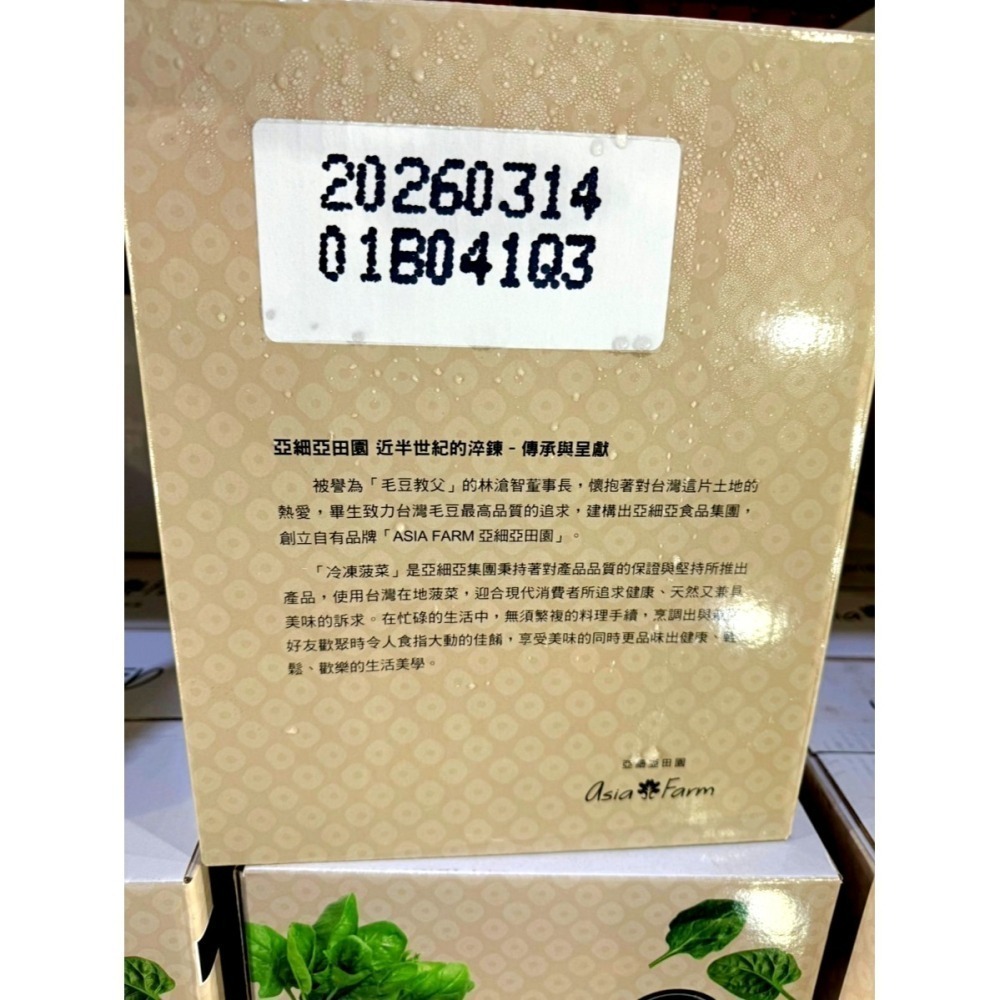 20260314
01B041Q3
亞細亞田園 近半世紀的淬鍊 - 傳承與呈獻
被譽為「毛豆教父」的林滄智董事長，懷抱著對台灣這片土地的
熱愛，畢生致力台灣毛豆最高品質的追求，建構出亞細亞食品集團，
創立自有品牌「ASIA FARM 亞細亞田園」。
「冷凍菠菜」是亞細亞集團秉持著對產品品質的保證與堅持所推出
產品，使用台灣在地菠菜，迎合現代消費者所追求健康、天然又兼具
美味的訴求。在忙碌的生活中，無須繁複的料理手續，烹調出與
好友歡聚時令人食指大動的佳餚，享受美味的同時更品味出健康、
鬆、歡樂的生活美學。
亞細亞田園
asia Farm